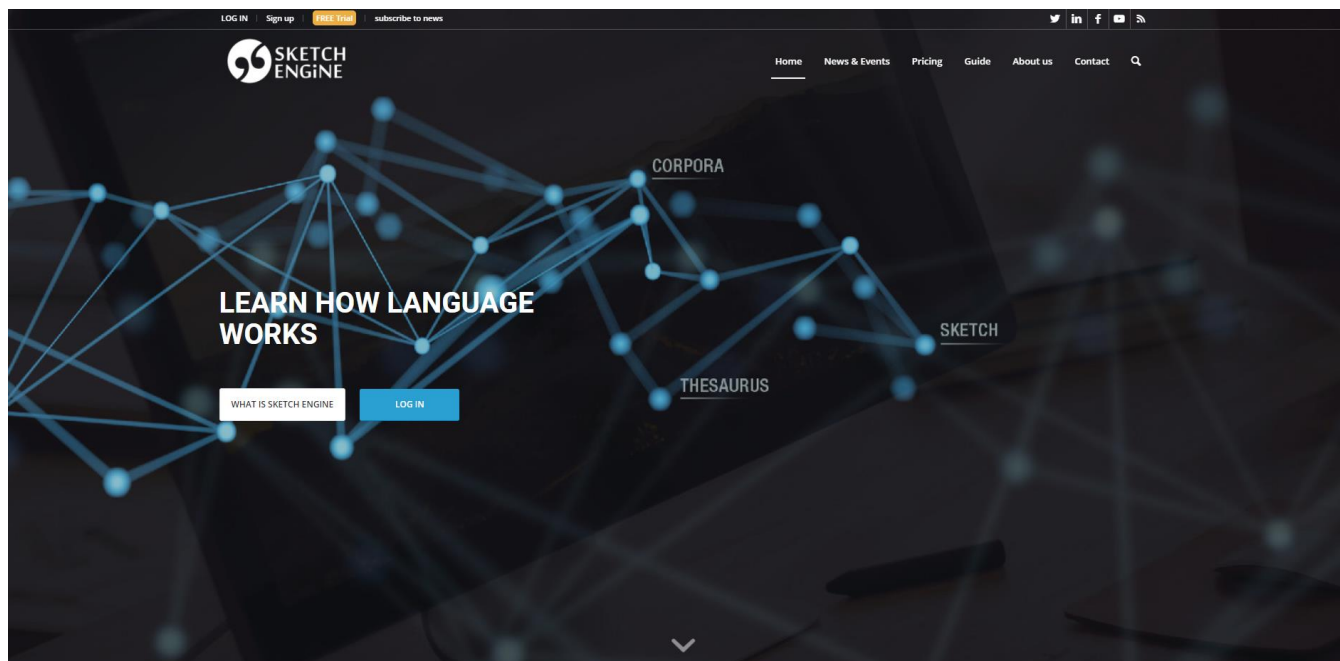 LOG IN Sign up FREE Trial subscribe to news
SKETCH
ENGiNE
Home News & Events Pricing Guide About us Contact
CORPORA
LEARN HOW LANGUAGE
WORKS
SKETCH
THESAURUS
WHAT IS SKETCH ENGINE LOG IN